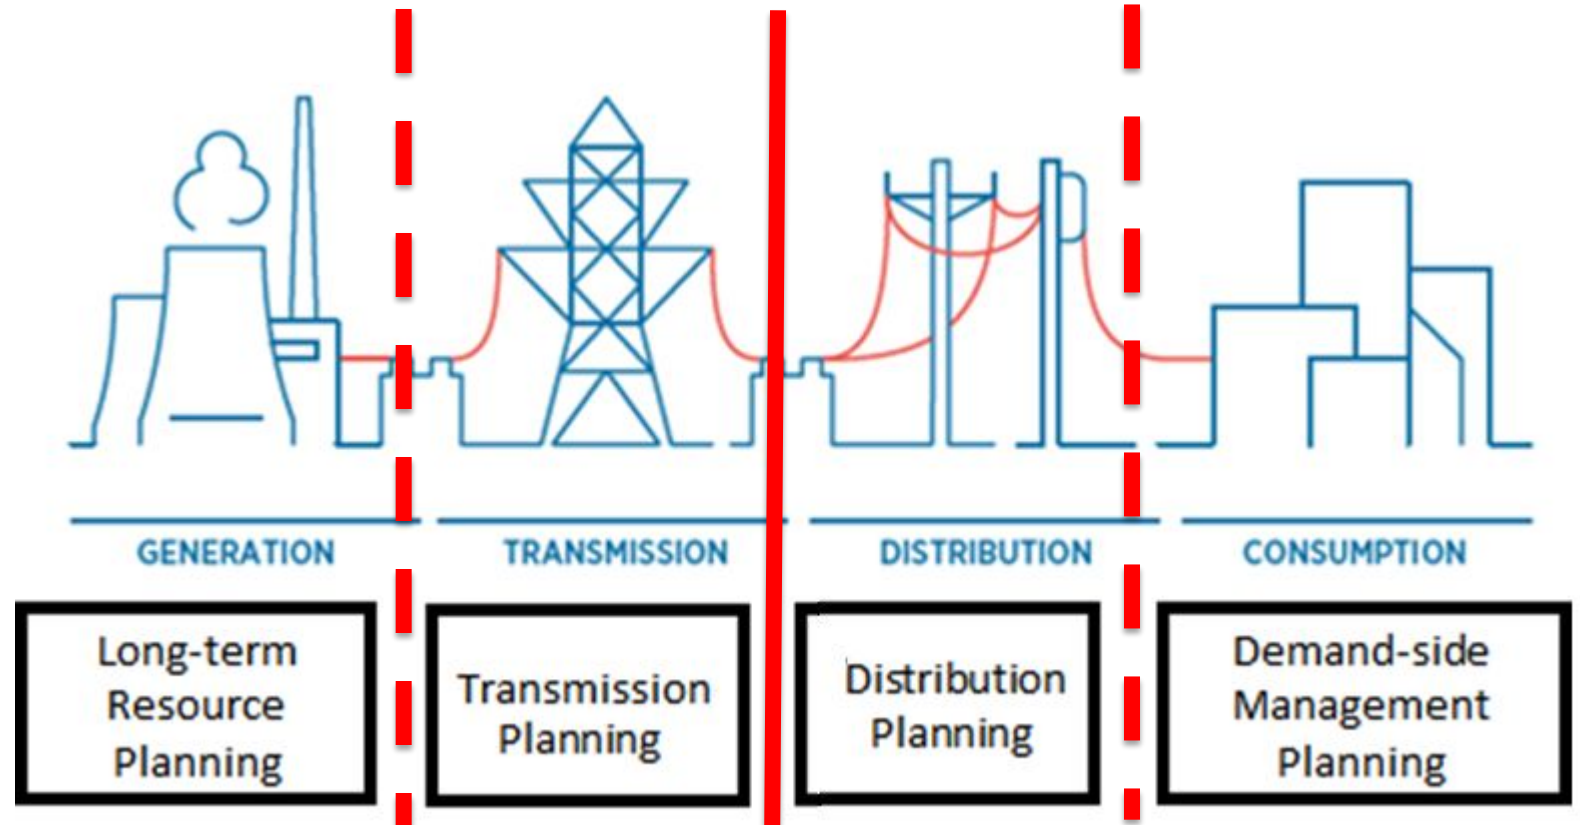 GENERATION
TRANSMISSION
DISTRIBUTION
CONSUMPTION
Long-term
Resource
Planning
Transmission
Planning
Distribution
Planning
Demand-side
Management
Planning